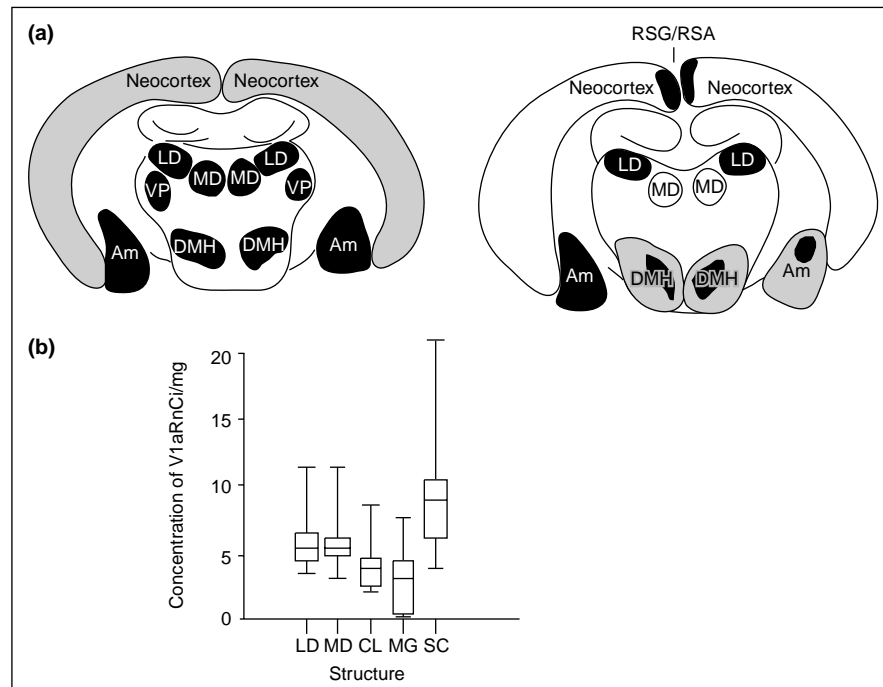 (a)
Neocortex Neocortex
LD LD
MD MD
VP VP
Am DMH DMH Am
RSG/RSA
Neocortex Neocortex
LD LD
MD MD
Am DMH DMH Am
(b)
Concentration of V1aRnCi/mg
20
15
10
5
0
LD MD CL MG SC
Structure